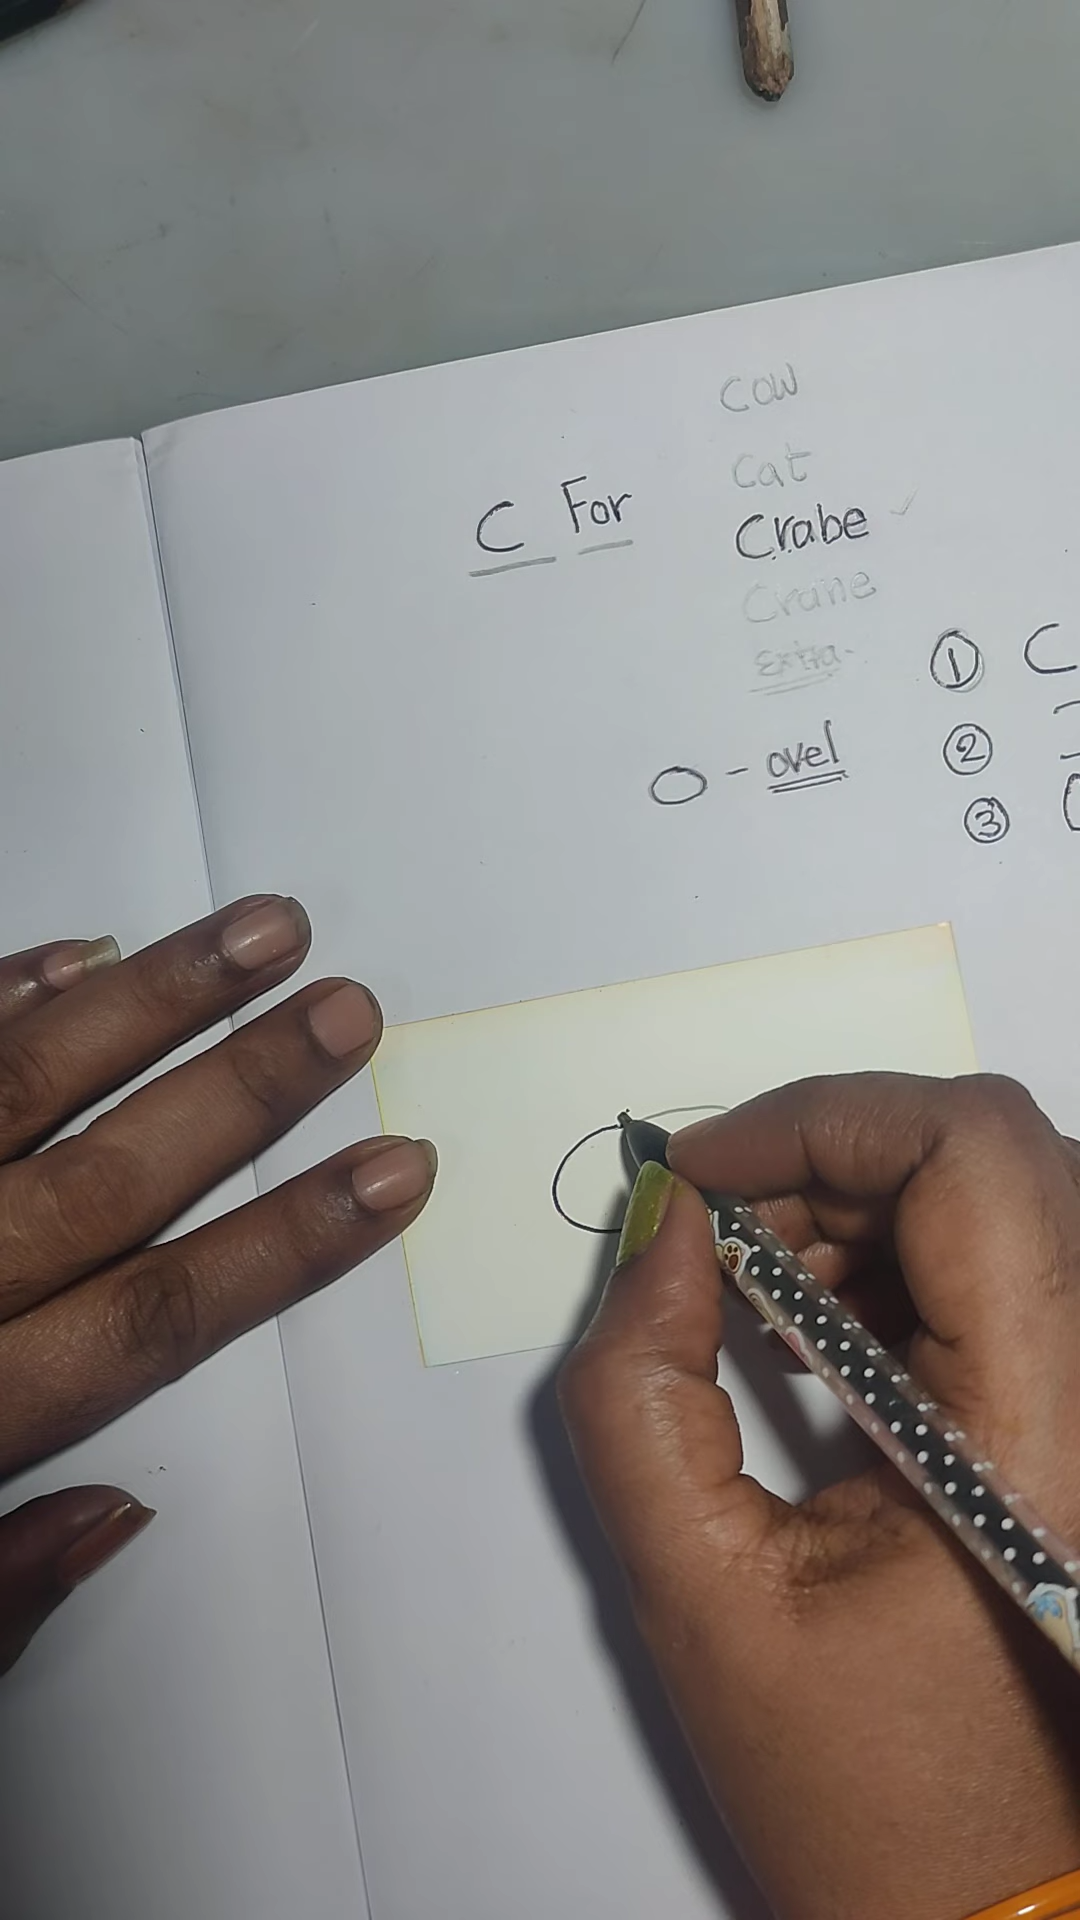 Cow
Cat
C For
Crabe
Crane
Extra.
① C
O - ovel
②
③